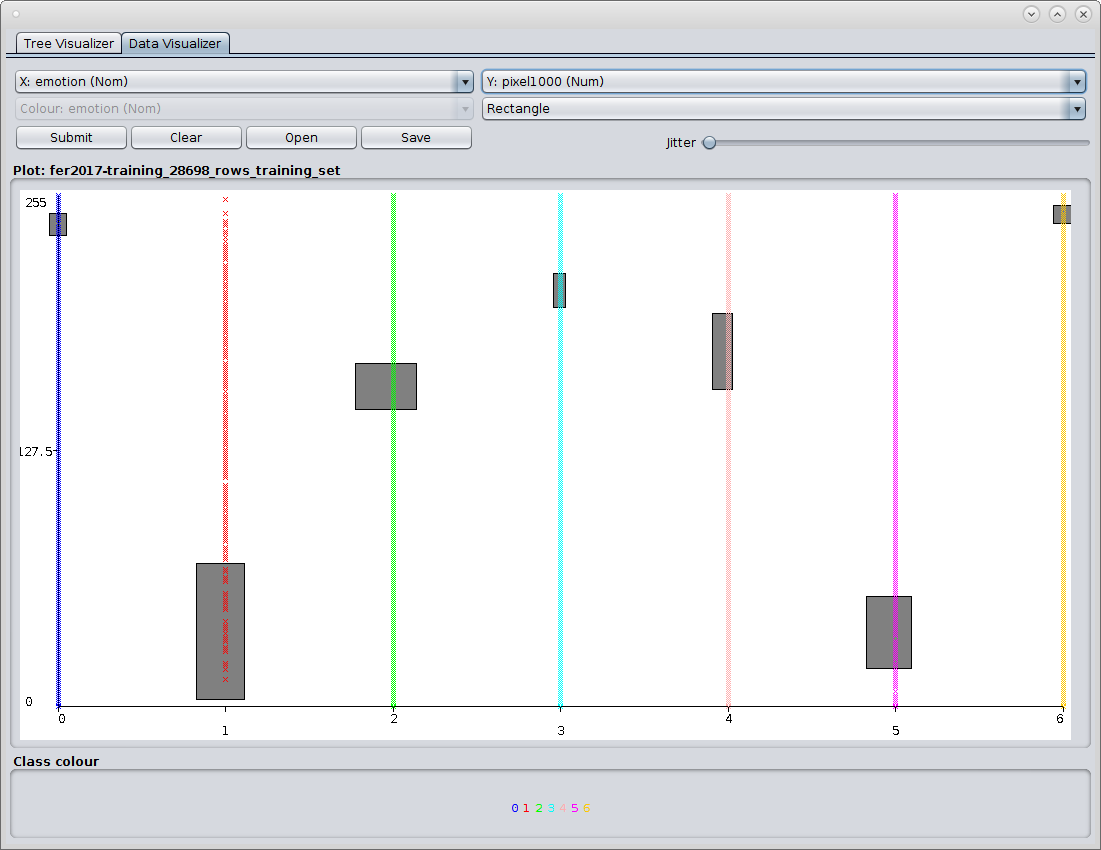 Tree Visualizer Data Visualizer
X: emotion (Nom) Y: pixel1000 (Num)
Colour: emotion (Nom) Rectangle
Submit Clear Open Save Jitter
Plot: fer2017-training_28698_rows_training_set
255
127.5
0
0 1 2 3 4 5 6
Class colour
0 1 2 3 4 5 6